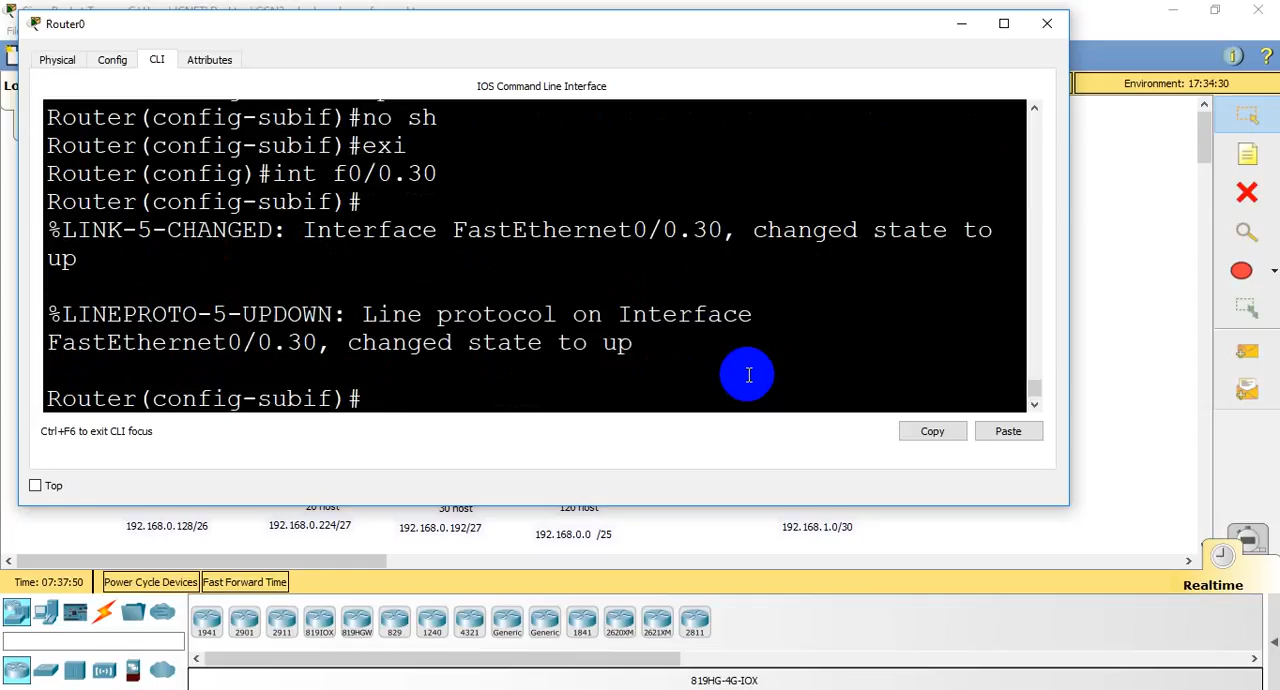 Router0
Physical
Config
CLI
Attributes
IOS Command Line Interface
Router(config-subif)#no sh
Router(config-subif)#exi
Router(config)#int f0/0.30
Router(config-subif)#
%LINK-5-CHANGED: Interface FastEthernet0/0.30, changed state to
up
%LINEPROTO-5-UPDOWN: Line protocol on Interface
FastEthernet0/0.30, changed state to up
Router(config-subif)#
Ctrl+F6 to exit CLI focus
Copy
Paste
Top
Environment: 17:34:30
Lo
20 host
30 host
120 host
192.168.0.128/26
192.168.0.224/27
192.168.0.192/27
192.168.0.0 /25
192.168.1.0/30
Time: 07:37:50
Power Cycle Devices
Fast Forward Time
Realtime
1941
2901
2911
819IOX
819HGW
829
1240
4321
Generic
Generic
1841
2620XM
2621XM
2811
819HG-4G-IOX